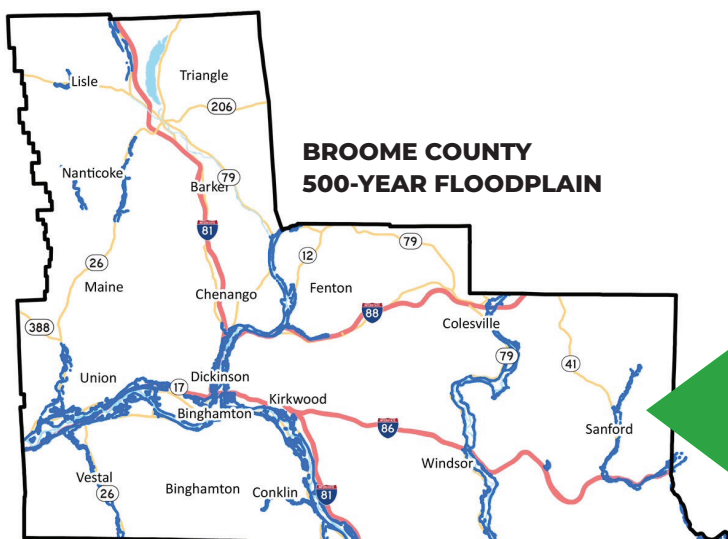 Lisle
Triangle
206
BROOME COUNTY
500-YEAR FLOODPLAIN
Nanticoke
Barker
79
81
26
12
79
Maine
Chenango
Fenton
388
88
Colesville
79
41
Union
17
Dickinson
Kirkwood
Binghamton
86
Sanford
Windsor
Vestal
26
Binghamton
Conklin
81